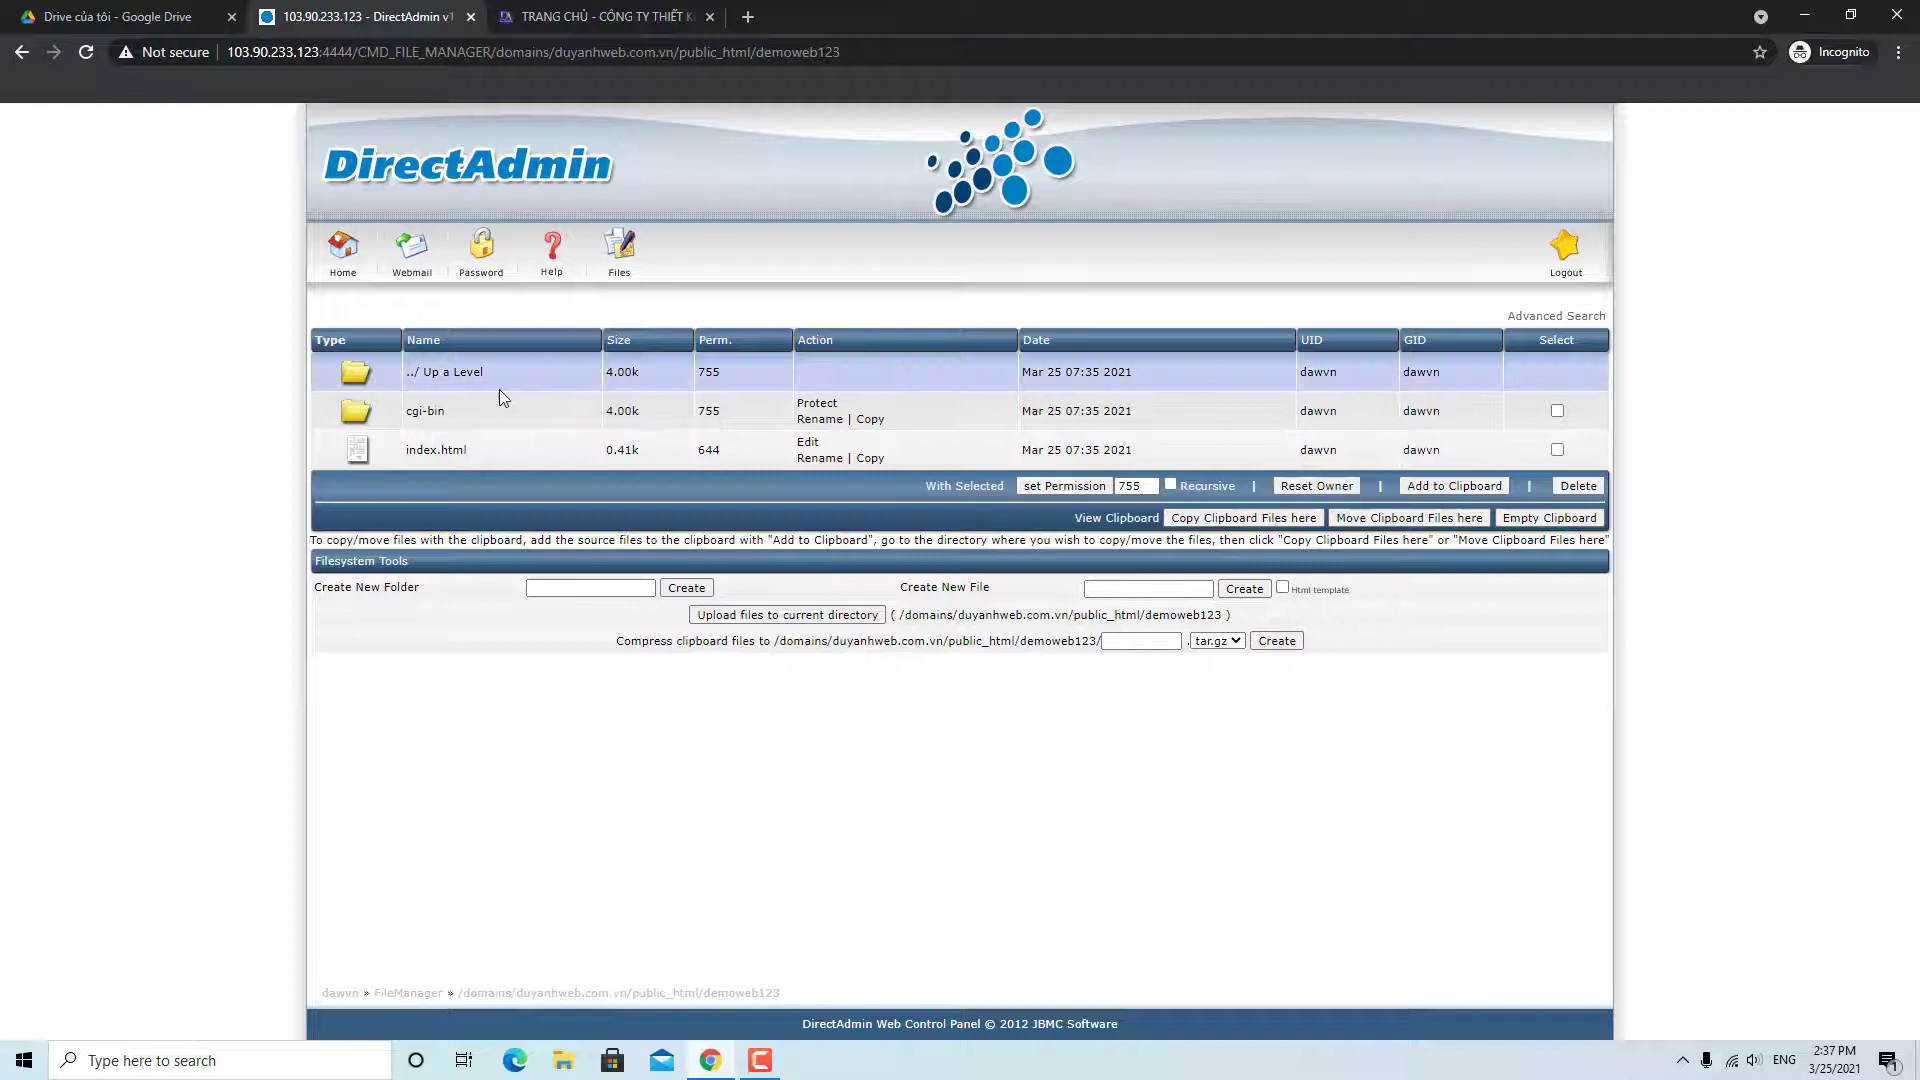 Drive của tôi - Google Drive
103.90.233.123 - DirectAdmin v1
TRANG CHỦ - CÔNG TY THIẾT K
Not secure
103.90.233.123:4444/CMD_FILE_MANAGER/domains/duyanhweb.com.vn/public_html/demoweb123
Incognito
DirectAdmin
Home
Webmail
Password
Help
Files
Logout
Advanced Search
Type Name Size Perm. Action Date UID GID Select
../ Up a Level 4.00k 755 Mar 25 07:35 2021 dawvn dawvn
cgi-bin 4.00k 755 Protect Mar 25 07:35 2021 dawvn dawvn
Rename | Copy
index.html 0.41k 644 Edit Mar 25 07:35 2021 dawvn dawvn
Rename | Copy
With Selected set Permission 755 Recursive | Reset Owner | Add to Clipboard | Delete
View Clipboard Copy Clipboard Files here Move Clipboard Files here Empty Clipboard
To copy/move files with the clipboard, add the source files to the clipboard with "Add to Clipboard", go to the directory where you wish to copy/move the files, then click "Copy Clipboard Files here" or "Move Clipboard Files here"
Filesystem Tools
Create New Folder Create Create New File Create Html template
Upload files to current directory ( /domains/duyanhweb.com.vn/public_html/demoweb123 )
Compress clipboard files to /domains/duyanhweb.com.vn/public_html/demoweb123/ .tar.gz Create
dawvn » FileManager » /domains/duyanhweb.com.vn/public_html/demoweb123
DirectAdmin Web Control Panel © 2012 JBMC Software
Type here to search
ENG
2:37 PM
3/25/2021
1